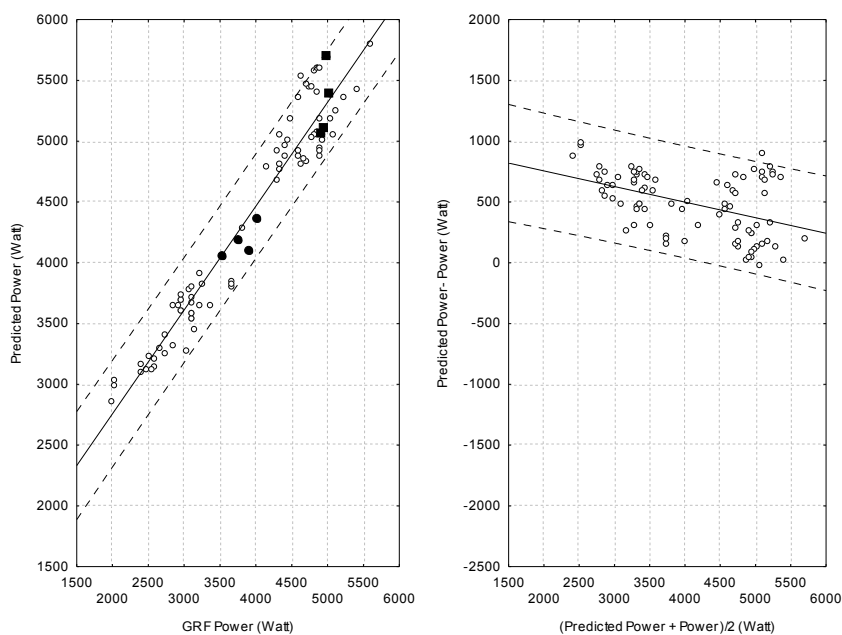 6000
5500
5000
4500
4000
3500
3000
2500
2000
1500
Predicted Power (Watt)
1500 2500 3500 4500 5500
2000 3000 4000 5000 6000
GRF Power (Watt)
2000
1500
1000
500
0
-500
-1000
-1500
-2000
-2500
Predicted Power- Power (Watt)
1500 2500 3500 4500 5500
2000 3000 4000 5000 6000
(Predicted Power + Power)/2 (Watt)